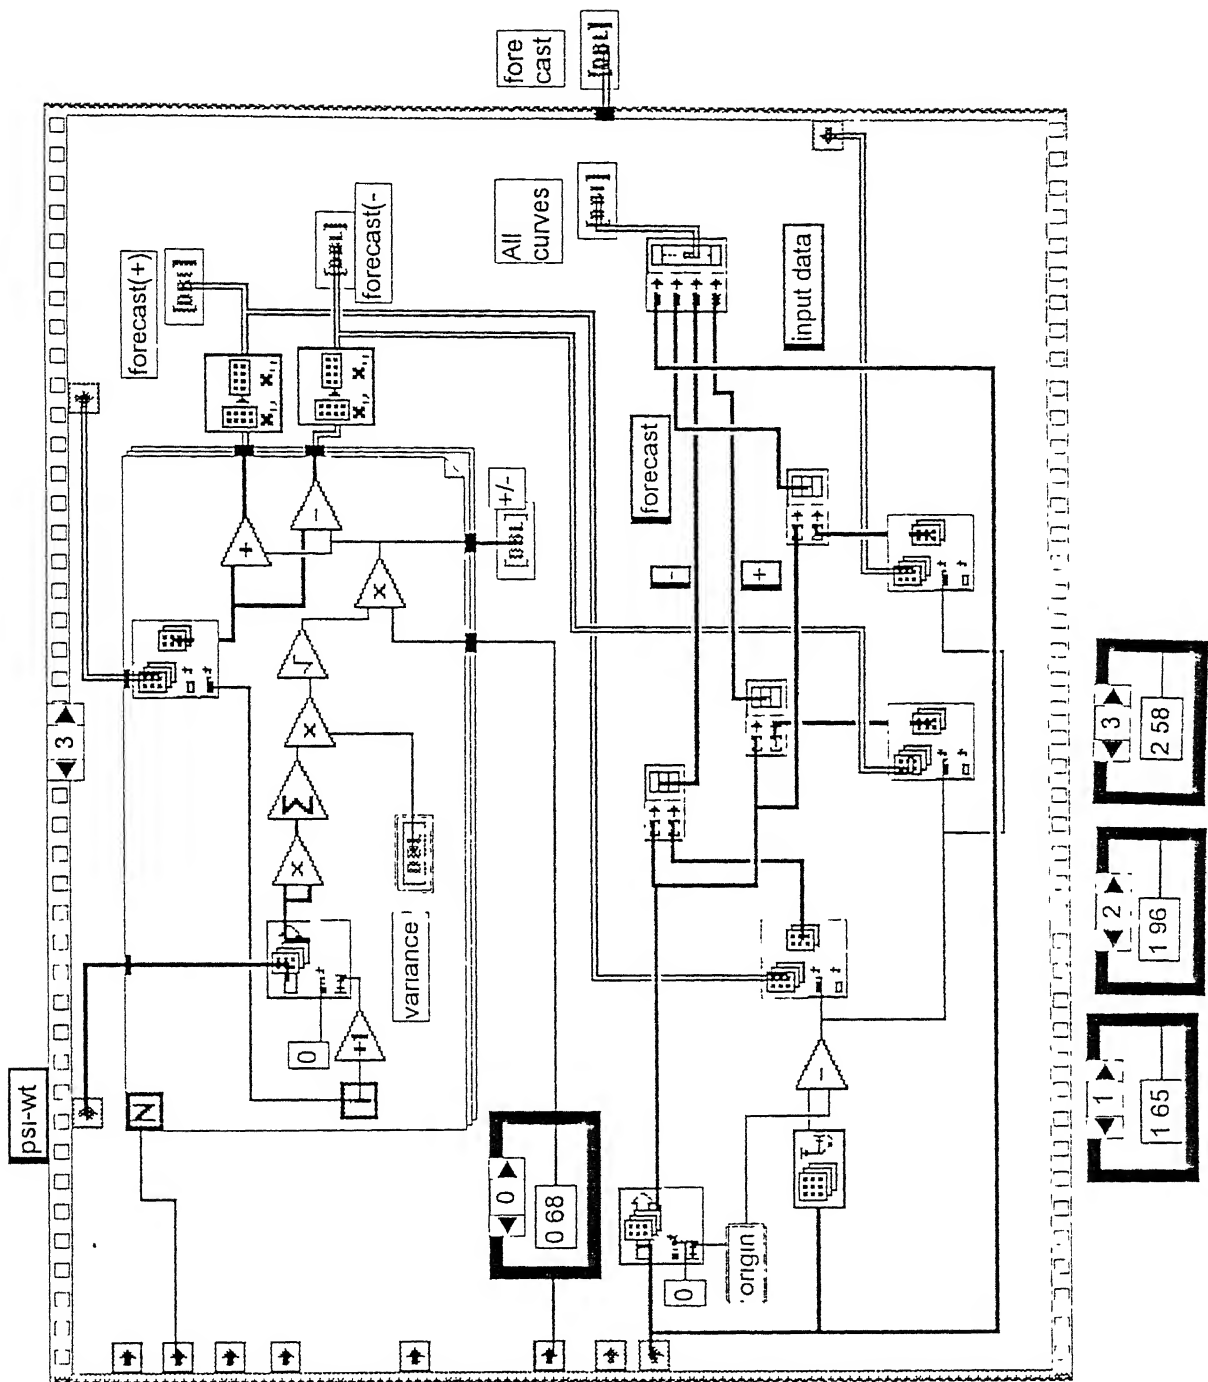 psi-wt
3
forecast(+)
[DBL]
[DBL]
forecast(-
N
0
+1
variance
[DBL]
x
Σ
x
√
x
+
-
+/-
[DBL]
0
0 68
fore
cast
[DBL]
All
curves
[DBL]
forecast
input data
-
+
0
origin
-
1
1 65
2
1 96
3
2 58